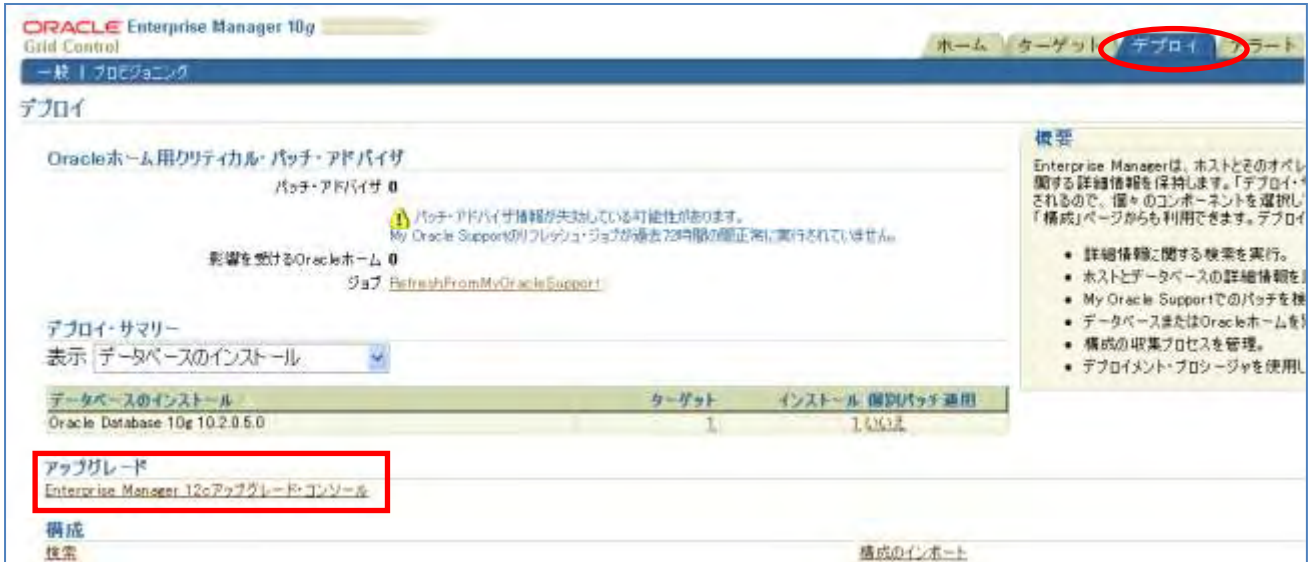 ORACLE Enterprise Manager 10g
Grid Control
ホーム ターゲット デプロイ アラート
一般 | プロビジョニング
デプロイ
Oracleホーム用クリティカル・パッチ・アドバイザ
パッチ・アドバイザ 0
パッチ・アドバイザ情報が失効している可能性があります。
My Oracle Supportのリフレッシュ・ジョブが過去72時間の間正常に実行されていません。
影響を受けるOracleホーム 0
ジョブ RefreshFromMyOracleSupport
デプロイ・サマリー
表示 データベースのインストール
データベースのインストール ターゲット インストール 個別パッチ適用
Oracle Database 10g 10.2.0.5.0 1 1 いいえ
アップグレード
Enterprise Manager 12cアップグレード・コンソール
構成
検索 構成のインポート
概要
Enterprise Managerは、ホストとそのオペレ
関する詳細情報を保持します。「デプロイ・
されるので、個々のコンポーネントを選択し
「構成」ページからも利用できます。デプロイ
• 詳細情報に関する検索を実行。
• ホストとデータベースの詳細情報を
• My Oracle Supportでのパッチを検
• データベースまたはOracleホームを
• 構成の収集プロセスを管理。
• デプロイメント・プロシージャを使用し